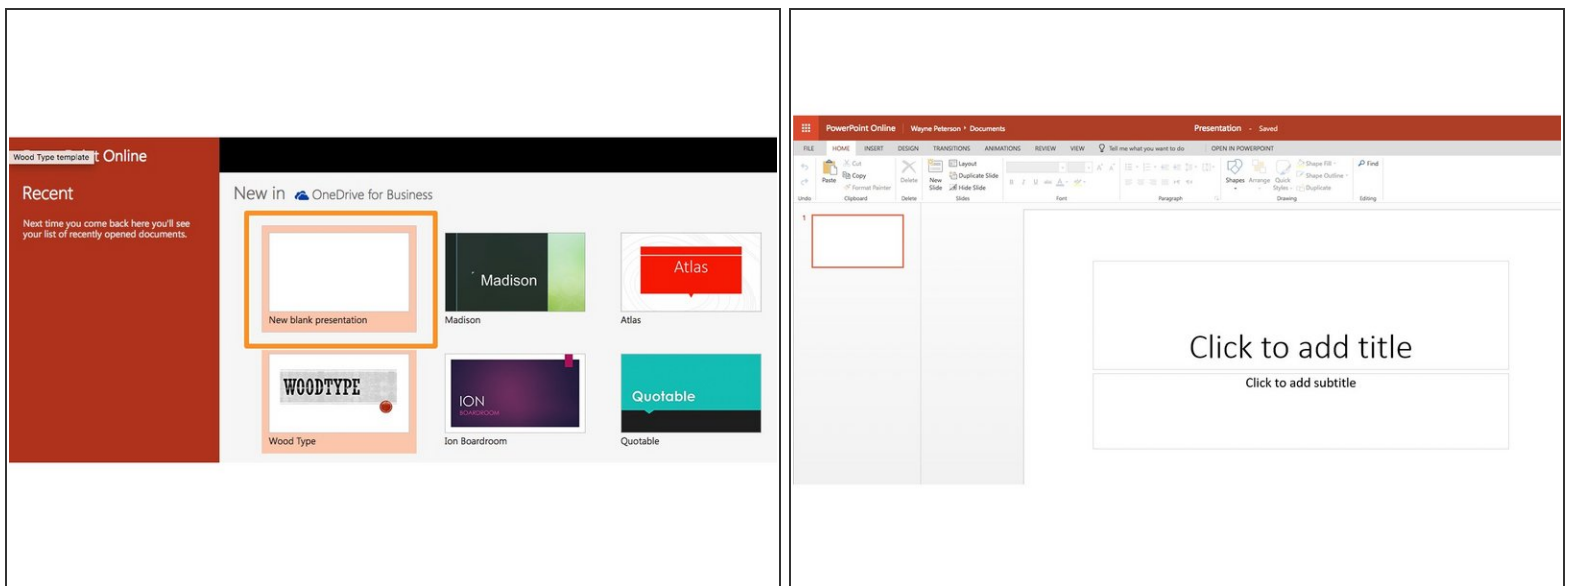 Wood Type template t Online
Recent
Next time you come back here you'll see
your list of recently opened documents.
New in OneDrive for Business
New blank presentation
Madison
Madison
Atlas
Atlas
WOODTYPE
Wood Type
ION
BOARDROOM
Ion Boardroom
Quotable
Quotable
PowerPoint Online Wayne Peterson Documents Presentation - Saved
FILE HOME INSERT DESIGN TRANSITIONS ANIMATIONS REVIEW VIEW Tell me what you want to do OPEN IN POWERPOINT
Paste
Cut
Copy
Format Painter
Delete
New
Slide
Layout
Duplicate Slide
Hide Slide
B I U abc A
Shapes Arrange Quick
Styles
Shape Fill
Shape Outline
Duplicate
Find
Undo Clipboard Delete Slides Font Paragraph Drawing Editing
1
Click to add title
Click to add subtitle